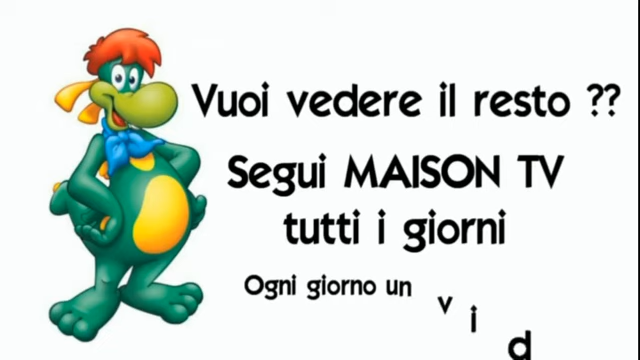 Vuoi vedere il resto ??
Segui MAISON TV
tutti i giorni
Ogni giorno un v i d